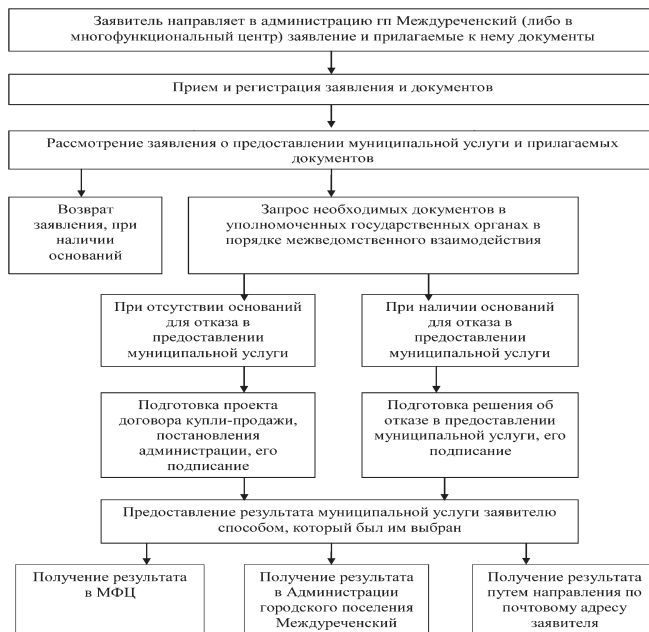 Заявитель направляет в администрацию гп Междуреченский (либо в
многофункциональный центр) заявление и прилагаемые к нему документы
Прием и регистрация заявления и документов
Рассмотрение заявления о предоставлении муниципальной услуги и прилагаемых
документов
Возврат
заявления, при
наличии
оснований
Запрос необходимых документов в
уполномоченных государственных органах в
порядке межведомственного взаимодействия
При отсутствии оснований
для отказа в
предоставлении
муниципальной услуги
При наличии оснований
для отказа в
предоставлении
муниципальной услуги
Подготовка проекта
договора купли-продажи,
постановления
администрации, его
подписание
Подготовка решения об
отказе в предоставлении
муниципальной услуги, его
подписание
Предоставление результата муниципальной услуги заявителю
способом, который был им выбран
Получение результата
в МФЦ
Получение результата
в Администрации
городского поселения
Междуреченский
Получение результата
путем направления по
почтовому адресу
заявителя